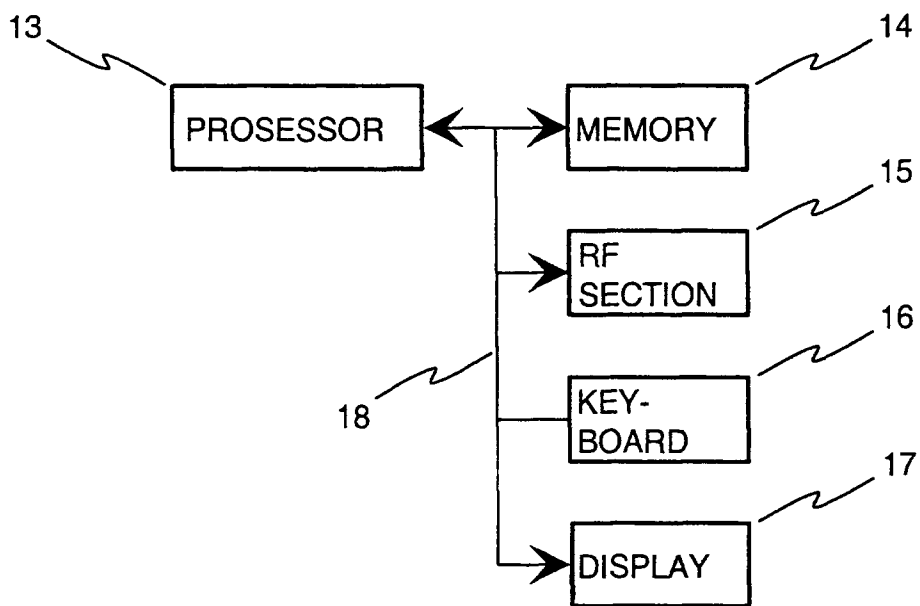 13
14
PROSESSOR
MEMORY
15
RF
SECTION
16
18
KEY-
BOARD
17
DISPLAY